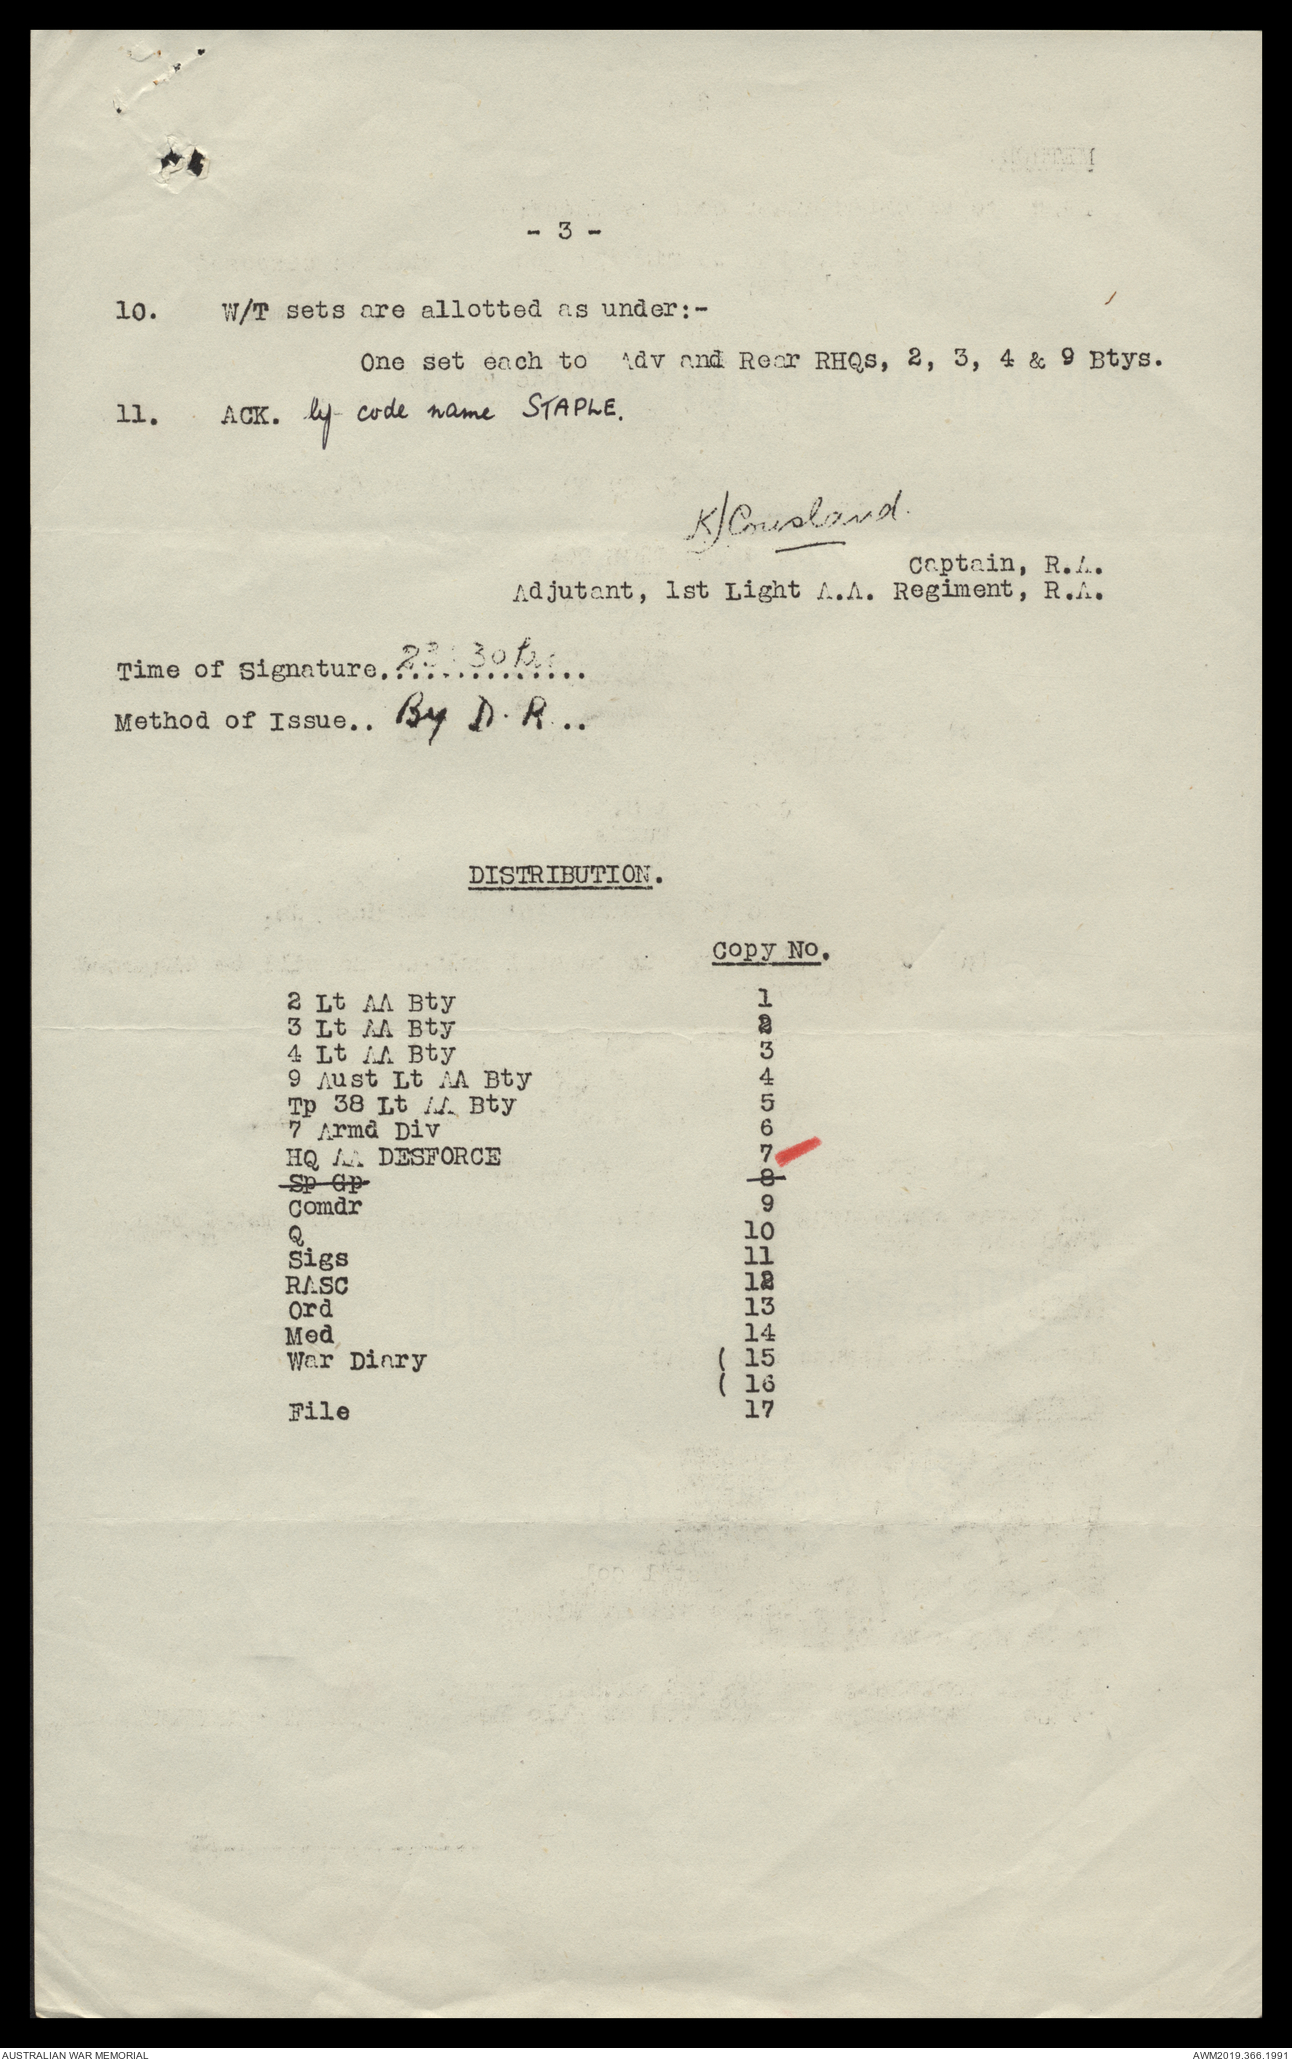 - 3 -
10. W/T sets are allotted as under:-
One set each to Adv and Rear RHQs, 2, 3, 4 & 9 Btys.
11. ACK. by code name STAPLE.
K Cousland.
Captain, R.A.
Adjutant, 1st Light A.A. Regiment, R.A.
Time of Signature. 23:30 hrs
Method of Issue.. By D.R...
DISTRIBUTION.
Copy No.
2 Lt AA Bty 1
3 Lt AA Bty 2
4 Lt AA Bty 3
9 Aust Lt AA Bty 4
Tp 38 Lt AA Bty 5
7 Armd Div 6
HQ AA DESFORCE 7
Sp Gp 8
Comdr 9
Q 10
Sigs 11
RASC 12
Ord 13
Med 14
War Diary ( 15
( 16
File 17
AUSTRALIAN WAR MEMORIAL
AWM2019.366.1991